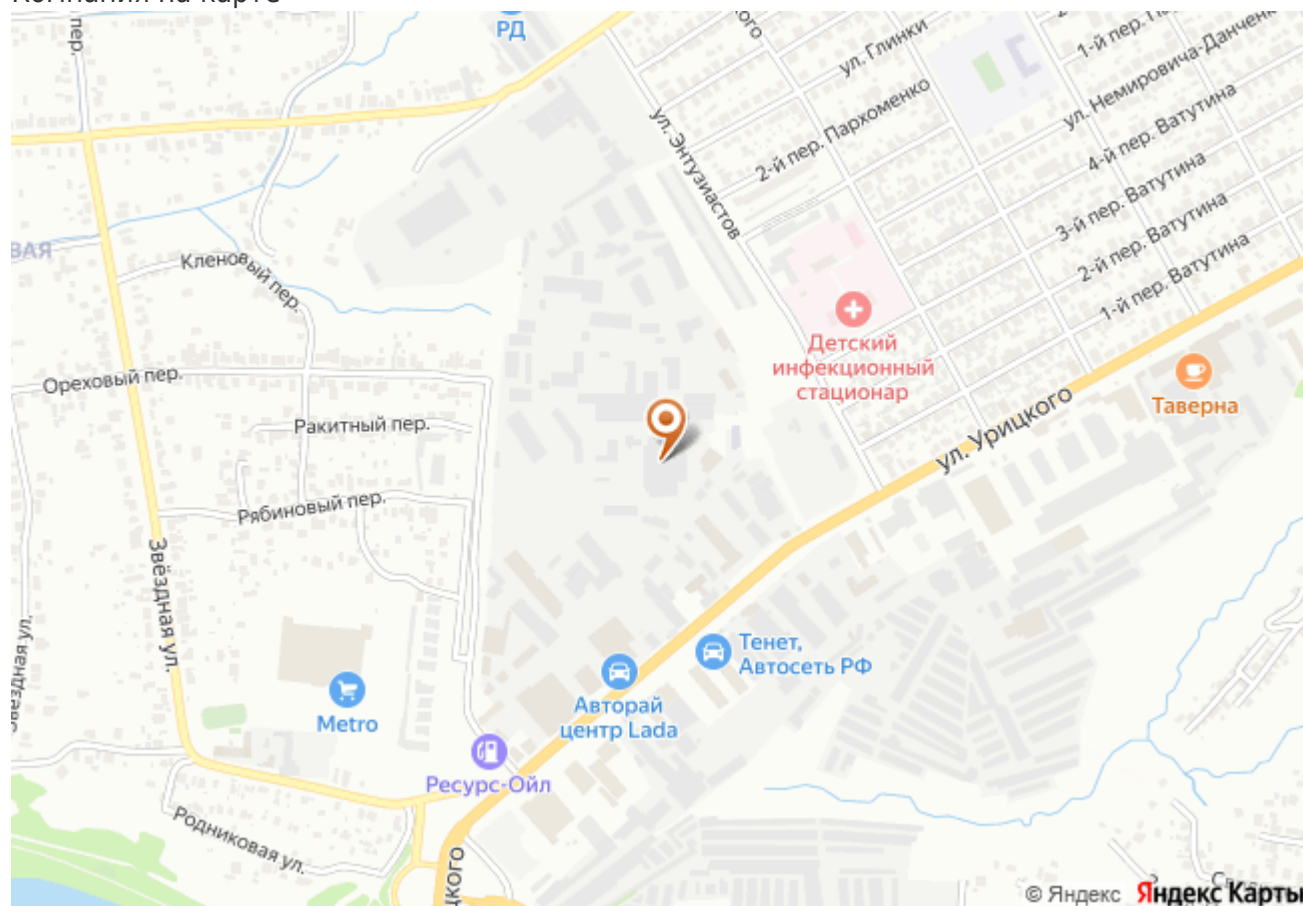 Компания на карте
РД
ул. Глинки
1-й пер.
ул. Немировича-Данченко
2-й пер. Пархоменко
4-й пер. Ватутина
ул. Энтузиастов
3-й пер. Ватутина
2-й пер. Ватутина
1-й пер. Ватутина
пер.
ВАЯ
Кленовый пер.
Детский
инфекционный
стационар
Ореховый пер.
Таверна
Ракитный пер.
ул. Урицкого
Рябиновый пер.
Звёздная ул.
Звёздная ул.
Тенет,
Автосеть РФ
Metro
Авторай
центр Lada
Ресурс-Ойл
Родниковая ул.
цкого
© Яндекс Яндекс Карты